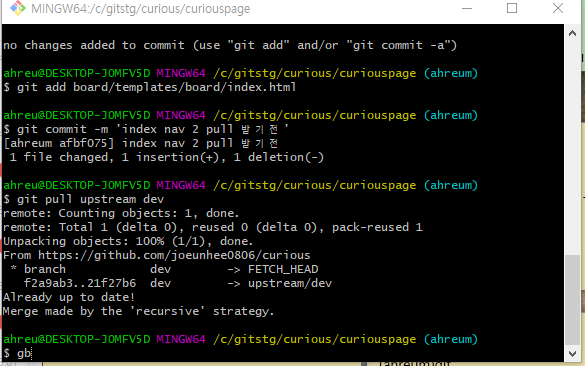 MINGW64:/c/gitstg/curious/curiouspage
no changes added to commit (use "git add" and/or "git commit -a")
ahreu@DESKTOP-JOMFV5D MINGW64 /c/gitstg/curious/curiouspage (ahreum)
$ git add board/templates/board/index.html
ahreu@DESKTOP-JOMFV5D MINGW64 /c/gitstg/curious/curiouspage (ahreum)
$ git commit -m 'index nav 2 pull 받기전'
[ahreum afbf075] index nav 2 pull 받기전
1 file changed, 1 insertion(+), 1 deletion(-)
ahreu@DESKTOP-JOMFV5D MINGW64 /c/gitstg/curious/curiouspage (ahreum)
$ git pull upstream dev
remote: Counting objects: 1, done.
remote: Total 1 (delta 0), reused 0 (delta 0), pack-reused 1
Unpacking objects: 100% (1/1), done.
From https://github.com/joeunhee0806/curious
* branch dev -> FETCH_HEAD
f2a9ab3..21f27b6 dev -> upstream/dev
Already up to date!
Merge made by the 'recursive' strategy.
ahreu@DESKTOP-JOMFV5D MINGW64 /c/gitstg/curious/curiouspage (ahreum)
$ gb